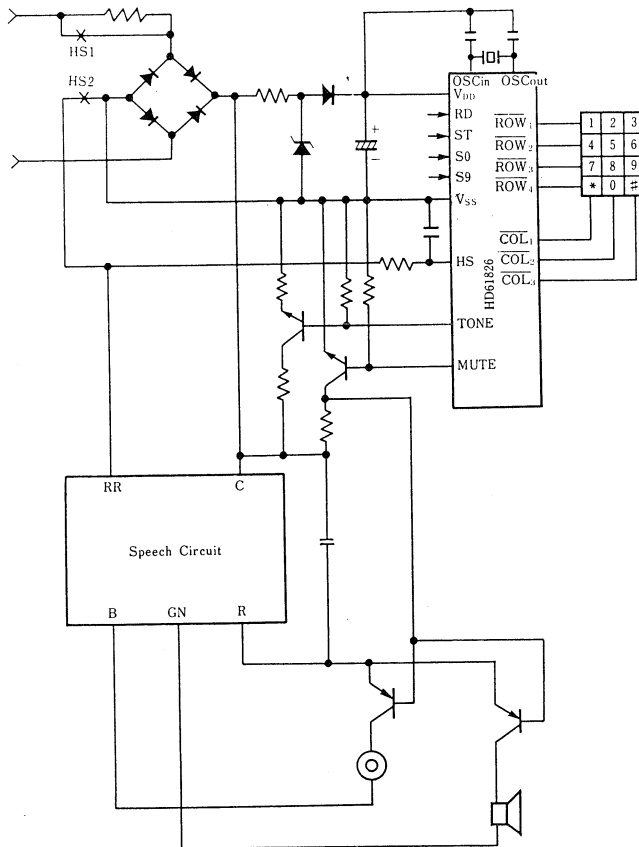 HS1
HS2
OSCin OSCout
VDD
RD
ST
S0
S9
VSS
HS
TONE
MUTE
HD61826
ROW1
ROW2
ROW3
ROW4
COL1
COL2
COL3
1 2 3
4 5 6
7 8 9
* 0 #
+
−
RR C
Speech Circuit
B GN R